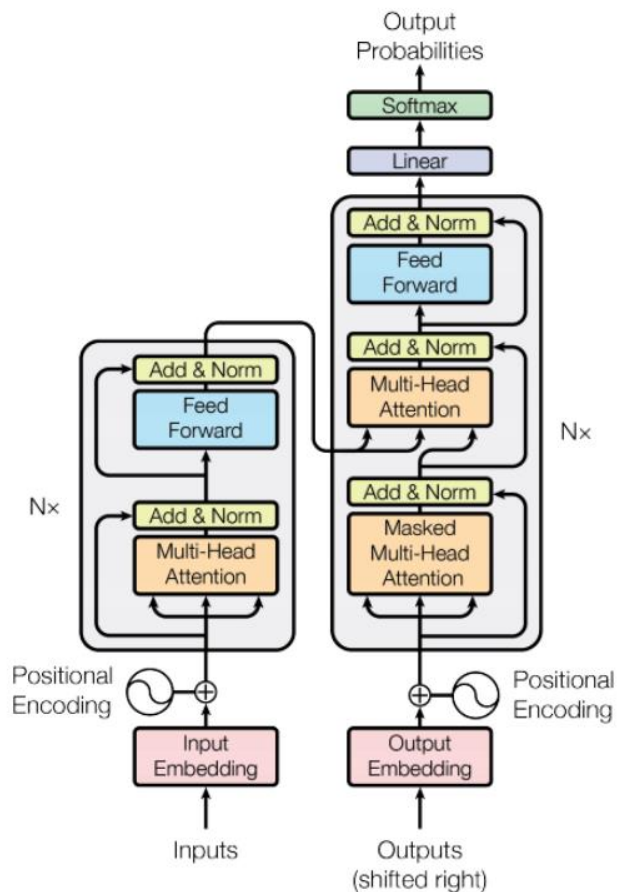 Output
Probabilities
Softmax
Linear
Add & Norm
Feed
Forward
Add & Norm
Multi-Head
Attention
Nx
Add & Norm
Masked
Multi-Head
Attention
Add & Norm
Feed
Forward
Nx
Add & Norm
Multi-Head
Attention
Positional
Encoding
Positional
Encoding
Input
Embedding
Output
Embedding
Inputs
Outputs
(shifted right)